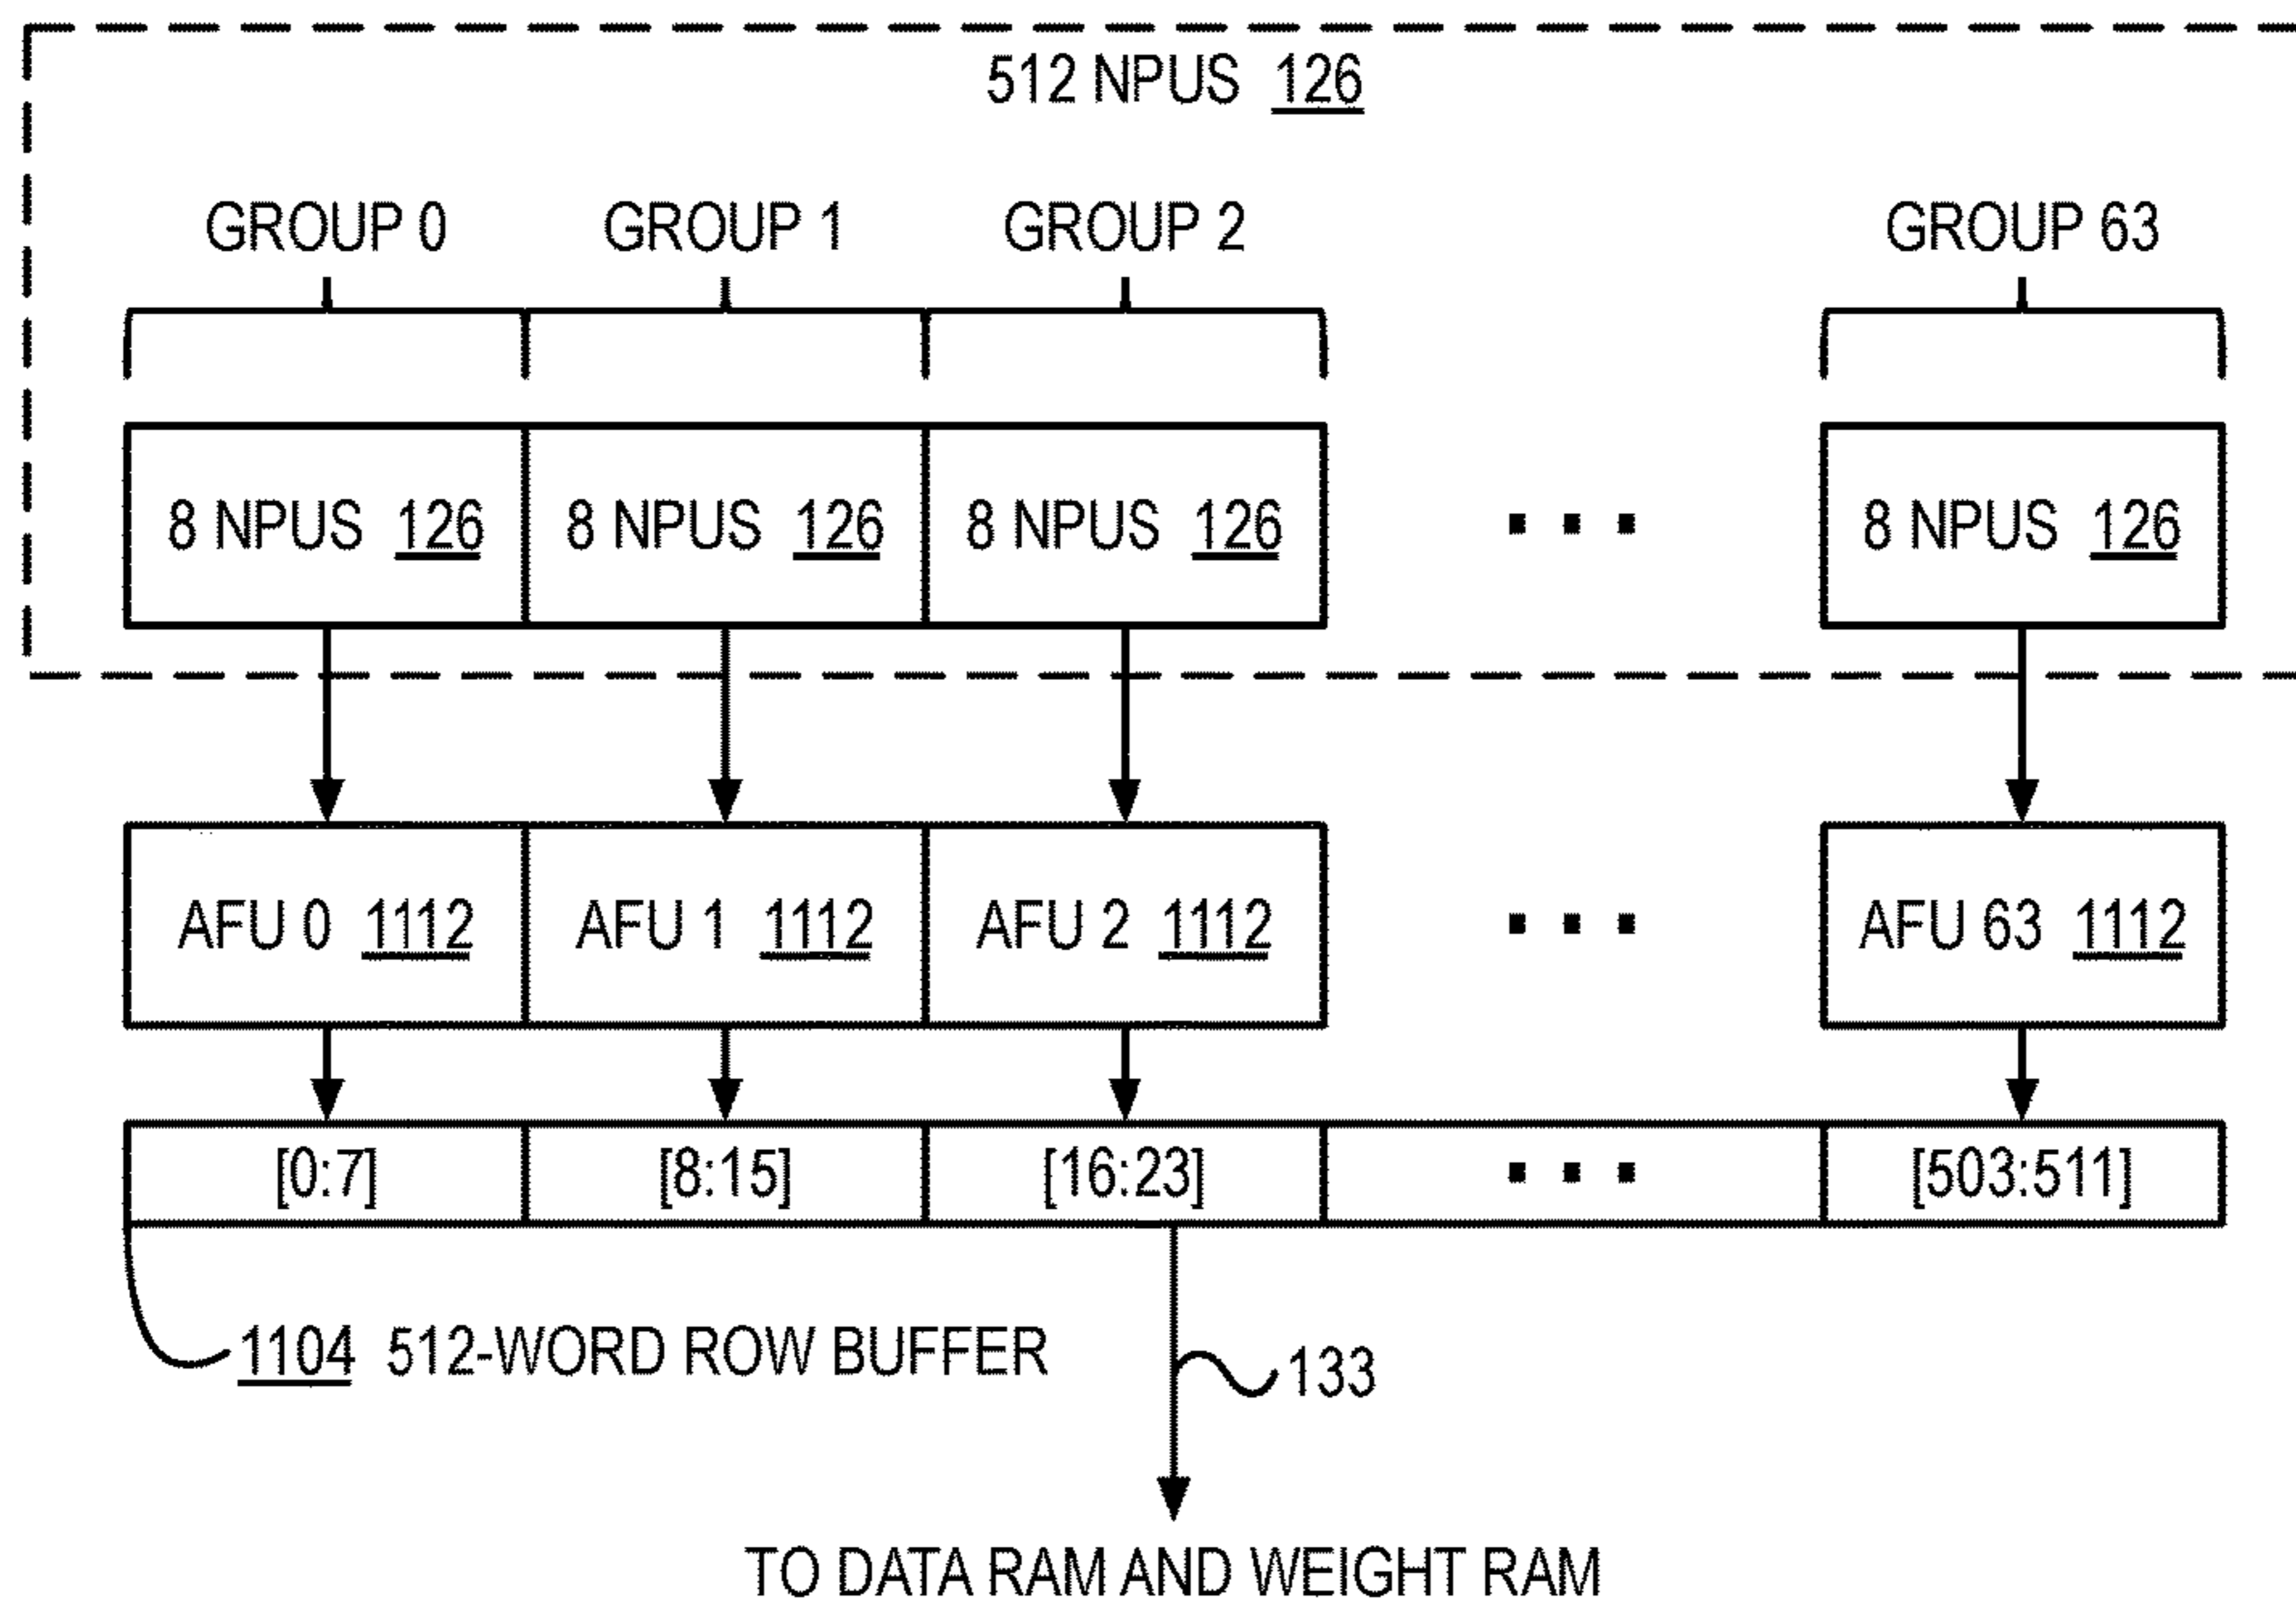 512 NPUS 126
GROUP 0 GROUP 1 GROUP 2 GROUP 63
8 NPUS 126 8 NPUS 126 8 NPUS 126 8 NPUS 126
AFU 0 1112 AFU 1 1112 AFU 2 1112 AFU 63 1112
[0:7] [8:15] [16:23] [503:511]
1104 512-WORD ROW BUFFER
133
TO DATA RAM AND WEIGHT RAM